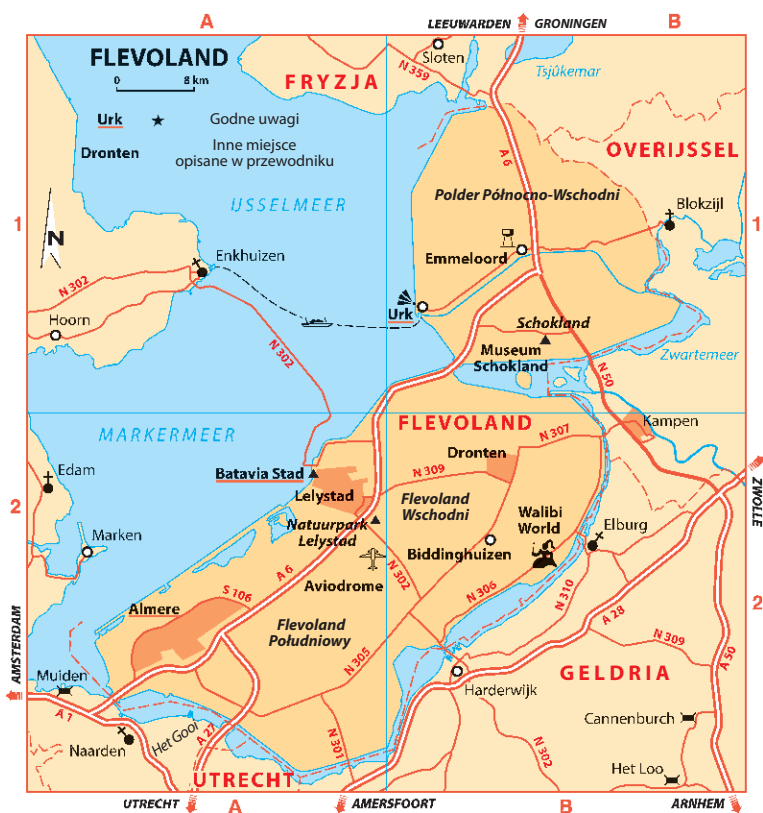 A
LEEUWARDEN
GRONINGEN
B
FLEVOLAND
0
8 km
FRYZJA
Sloten
N 359
Tsjûkemar
Urk
★
Godne uwagi
Dronten
Inne miejsce
opisane w przewodniku
A 6
OVERIJSSEL
Polder Północno-Wschodni
IJSSELMEER
Blokzijl
1
1
N
Enkhuizen
Emmeloord
N 302
Hoorn
Urk
Schokland
Museum
Schokland
Zwartemeer
N 302
N 50
FLEVOLAND
Kampen
MARKERMEER
N 307
Dronten
Edam
Batavia Stad
N 309
Lelystad
Flevoland
Wschodni
ZWOLLE
2
Natuurpark
Lelystad
Walibi
World
Elburg
Marken
Biddinghuizen
A 6
Aviodrome
N 302
N 306
N 310
S 106
Almere
A 28
2
Flevoland
Południowy
N 309
N 305
A 50
AMSTERDAM
GELDRIA
Muiden
Harderwijk
A 1
Cannenburch
Het Gooi
A 27
Naarden
N 301
N 302
Het Loo
UTRECHT
UTRECHT
A
AMERSFOORT
B
ARNHEM